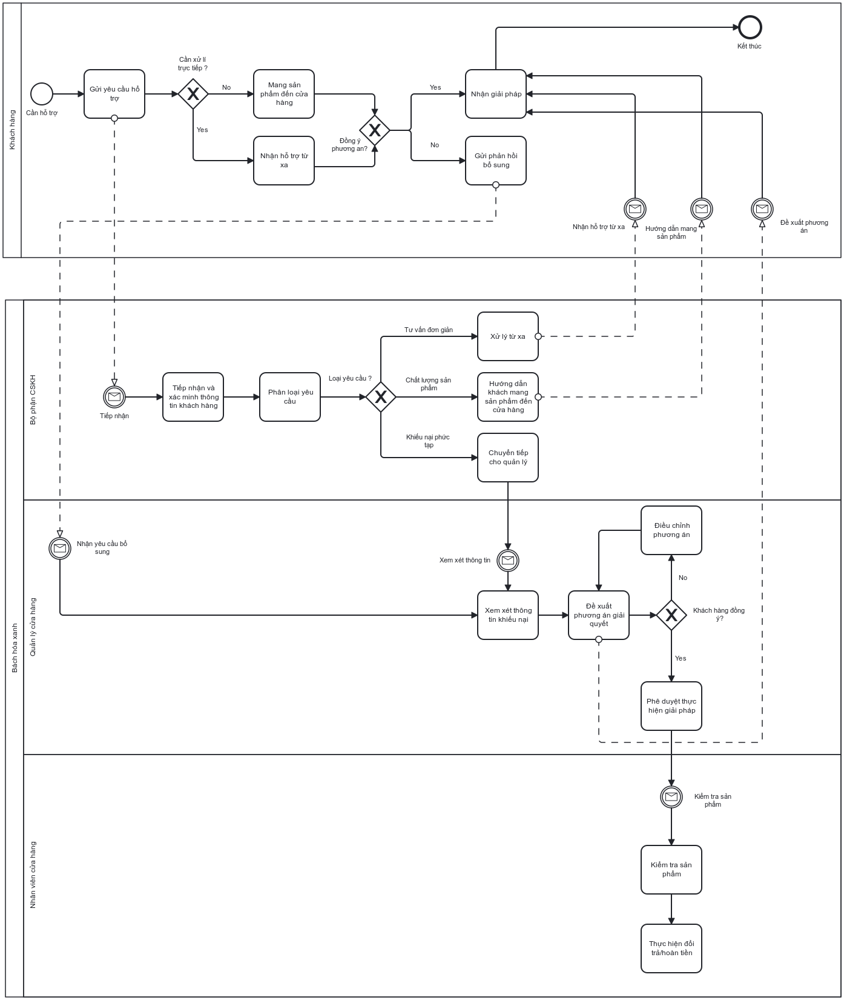 Khách hàng
Cần hỗ trợ
Gửi yêu cầu hỗ
trợ
Cần xử lí
trực tiếp ?
No
Yes
Mang sản
phẩm đến cửa
hàng
Nhận hỗ trợ từ
xa
Đồng ý
phương an?
Yes
No
Nhận giải pháp
Gửi phản hồi
bổ sung
Kết thúc
Nhận hỗ trợ từ xa
Hướng dẫn mang
sản phẩm
Đề xuất phương
án
Bách hóa xanh
Bộ phận CSKH
Tiếp nhận
Tiếp nhận và
xác minh thông
tin khách hàng
Phân loại yêu
cầu
Loại yêu cầu ?
Tư vấn đơn giản
Chất lượng sản
phẩm
Khiếu nại phức
tạp
Xử lý từ xa
Hướng dẫn
khách mang
sản phẩm đến
cửa hàng
Chuyển tiếp
cho quản lý
Quản lý cửa hàng
Nhận yêu cầu bổ
sung
Xem xét thông tin
Xem xét thông
tin khiếu nại
Đề xuất
phương án giải
quyết
Điều chỉnh
phương án
No
Khách hàng đồng
ý?
Yes
Phê duyệt thực
hiện giải pháp
Nhân viên cửa hàng
Kiểm tra sản
phẩm
Kiểm tra sản
phẩm
Thực hiện đổi
trả/hoàn tiền